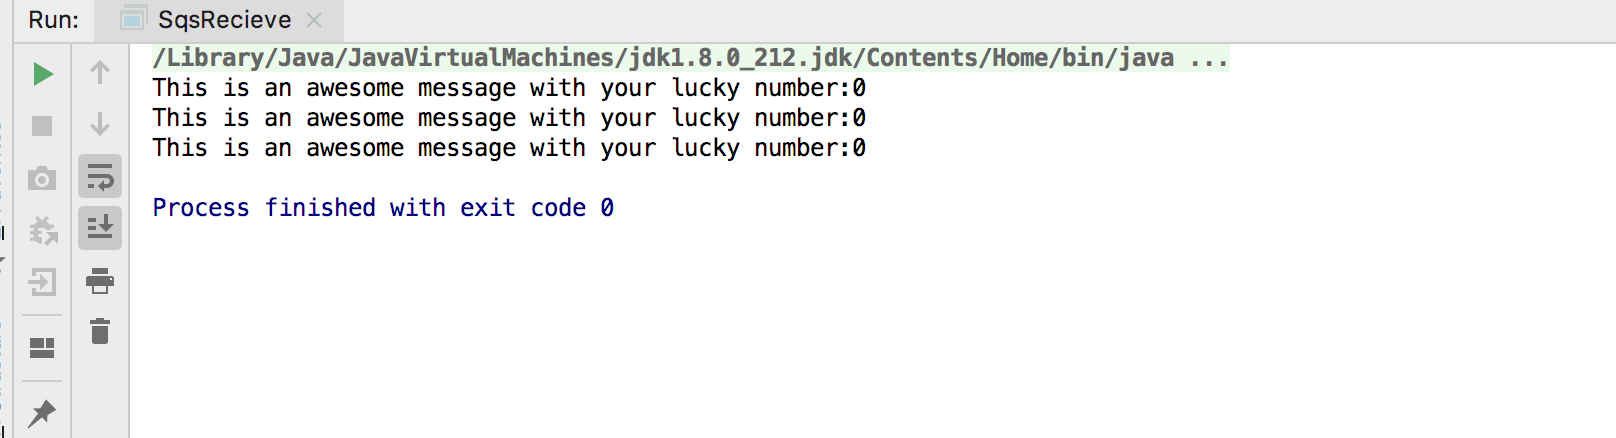 Run: SqsRecieve
/Library/Java/JavaVirtualMachines/jdk1.8.0_212.jdk/Contents/Home/bin/java ...
This is an awesome message with your lucky number:0
This is an awesome message with your lucky number:0
This is an awesome message with your lucky number:0
Process finished with exit code 0